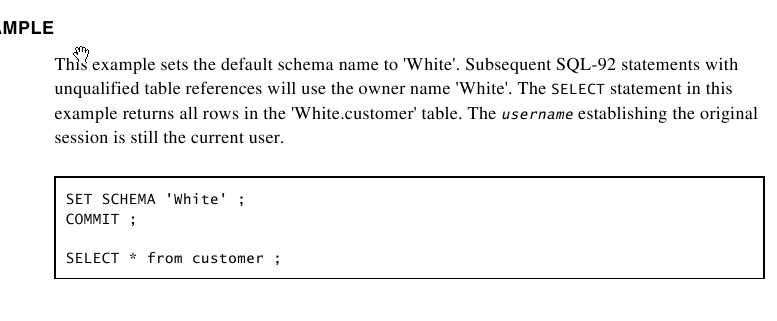 AMPLE
This example sets the default schema name to 'White'. Subsequent SQL-92 statements with
unqualified table references will use the owner name 'White'. The SELECT statement in this
example returns all rows in the 'White.customer' table. The username establishing the original
session is still the current user.
SET SCHEMA 'White' ;
COMMIT ;
SELECT * from customer ;